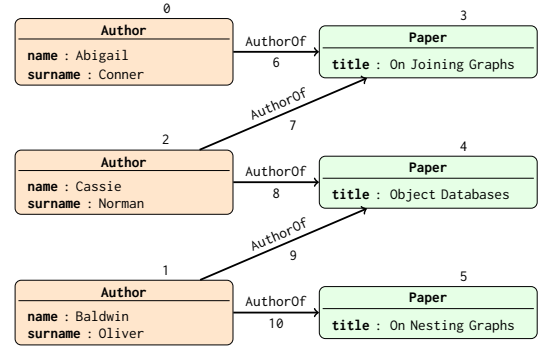 0
Author
name : Abigail
surname : Conner
AuthorOf
6
3
Paper
title : On Joining Graphs
AuthorOf
7
2
Author
name : Cassie
surname : Norman
AuthorOf
8
4
Paper
title : Object Databases
AuthorOf
9
1
Author
name : Baldwin
surname : Oliver
AuthorOf
10
5
Paper
title : On Nesting Graphs